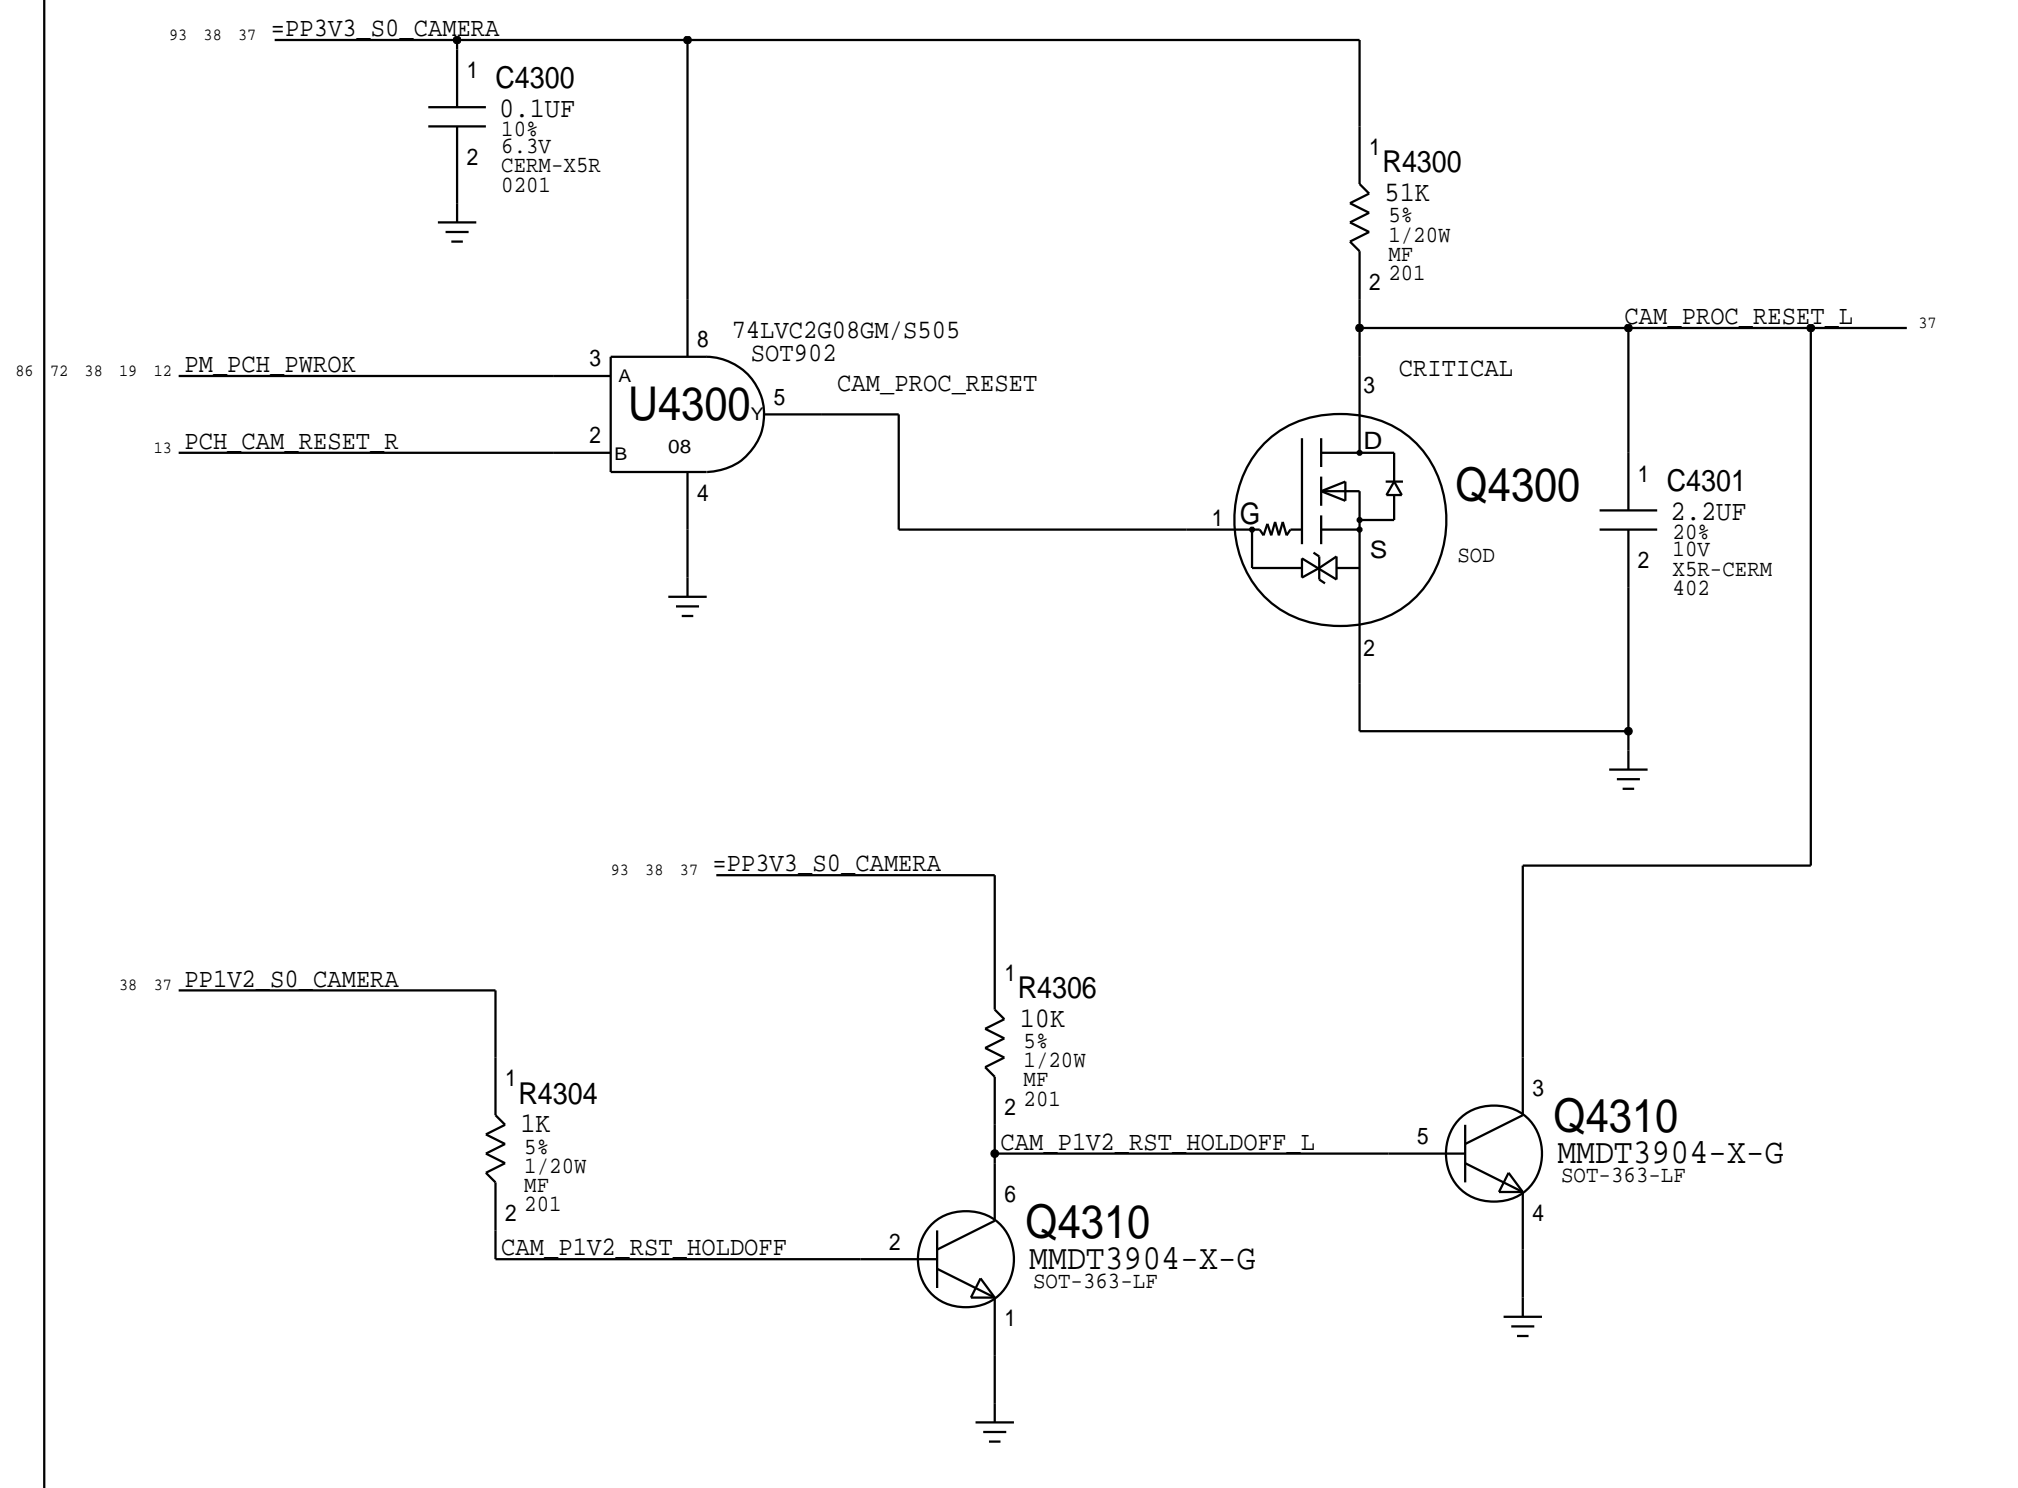 93 38 37 =PP3V3_S0_CAMERA
1 C4300
0.1UF
10%
6.3V
2
CERM-X5R
0201
1 R4300
51K
5%
1/20W
MF
2 201
CAM_PROC_RESET_L 37
74LVC2G08GM/S505
SOT902
8
86 72 38 19 12 PM_PCH_PWROK 3
A
U4300 Y 5
CAM_PROC_RESET
13 PCH_CAM_RESET_R 2
B
08
4
CRITICAL
3
D
Q4300
1 G
S
SOD
2
1 C4301
2.2UF
20%
10V
2
X5R-CERM
402
93 38 37 =PP3V3_S0_CAMERA
38 37 PP1V2_S0_CAMERA
1 R4306
10K
5%
1/20W
MF
2 201
1 R4304
1K
5%
1/20W
MF
2 201
CAM_P1V2_RST_HOLDOFF_L 5
3
Q4310
MMDT3904-X-G
SOT-363-LF
4
CAM_P1V2_RST_HOLDOFF 2
6
Q4310
MMDT3904-X-G
SOT-363-LF
1